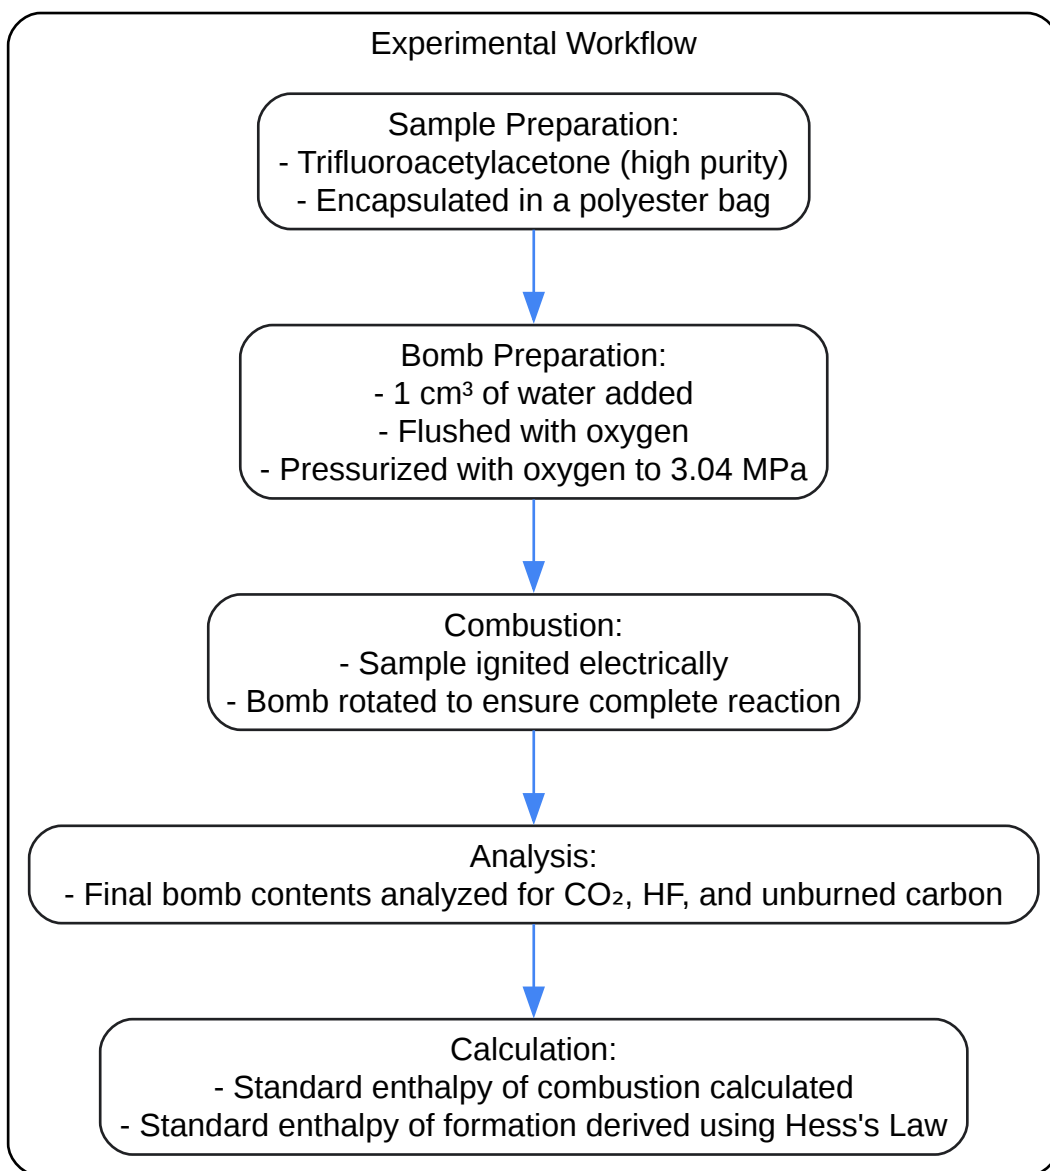 Experimental Workflow
Sample Preparation:
- Trifluoroacetylacetone (high purity)
- Encapsulated in a polyester bag
Bomb Preparation:
- 1 cm³ of water added
- Flushed with oxygen
- Pressurized with oxygen to 3.04 MPa
Combustion:
- Sample ignited electrically
- Bomb rotated to ensure complete reaction
Analysis:
- Final bomb contents analyzed for CO₂, HF, and unburned carbon
Calculation:
- Standard enthalpy of combustion calculated
- Standard enthalpy of formation derived using Hess's Law